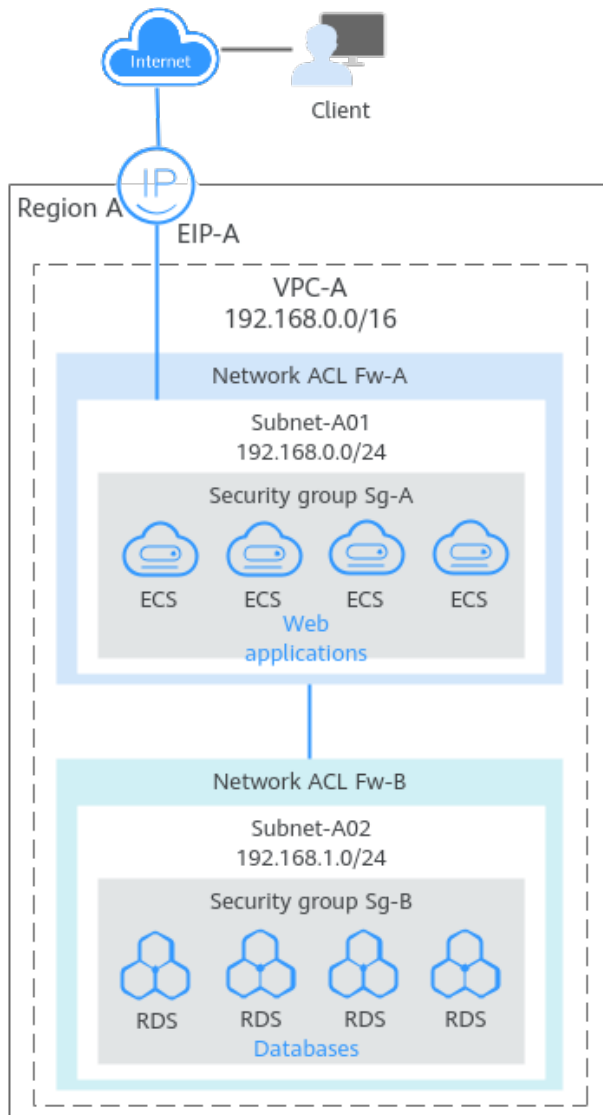 Internet
Client
IP
Region A
EIP-A
VPC-A
192.168.0.0/16
Network ACL Fw-A
Subnet-A01
192.168.0.0/24
Security group Sg-A
ECS ECS ECS ECS
Web
applications
Network ACL Fw-B
Subnet-A02
192.168.1.0/24
Security group Sg-B
RDS RDS RDS RDS
Databases